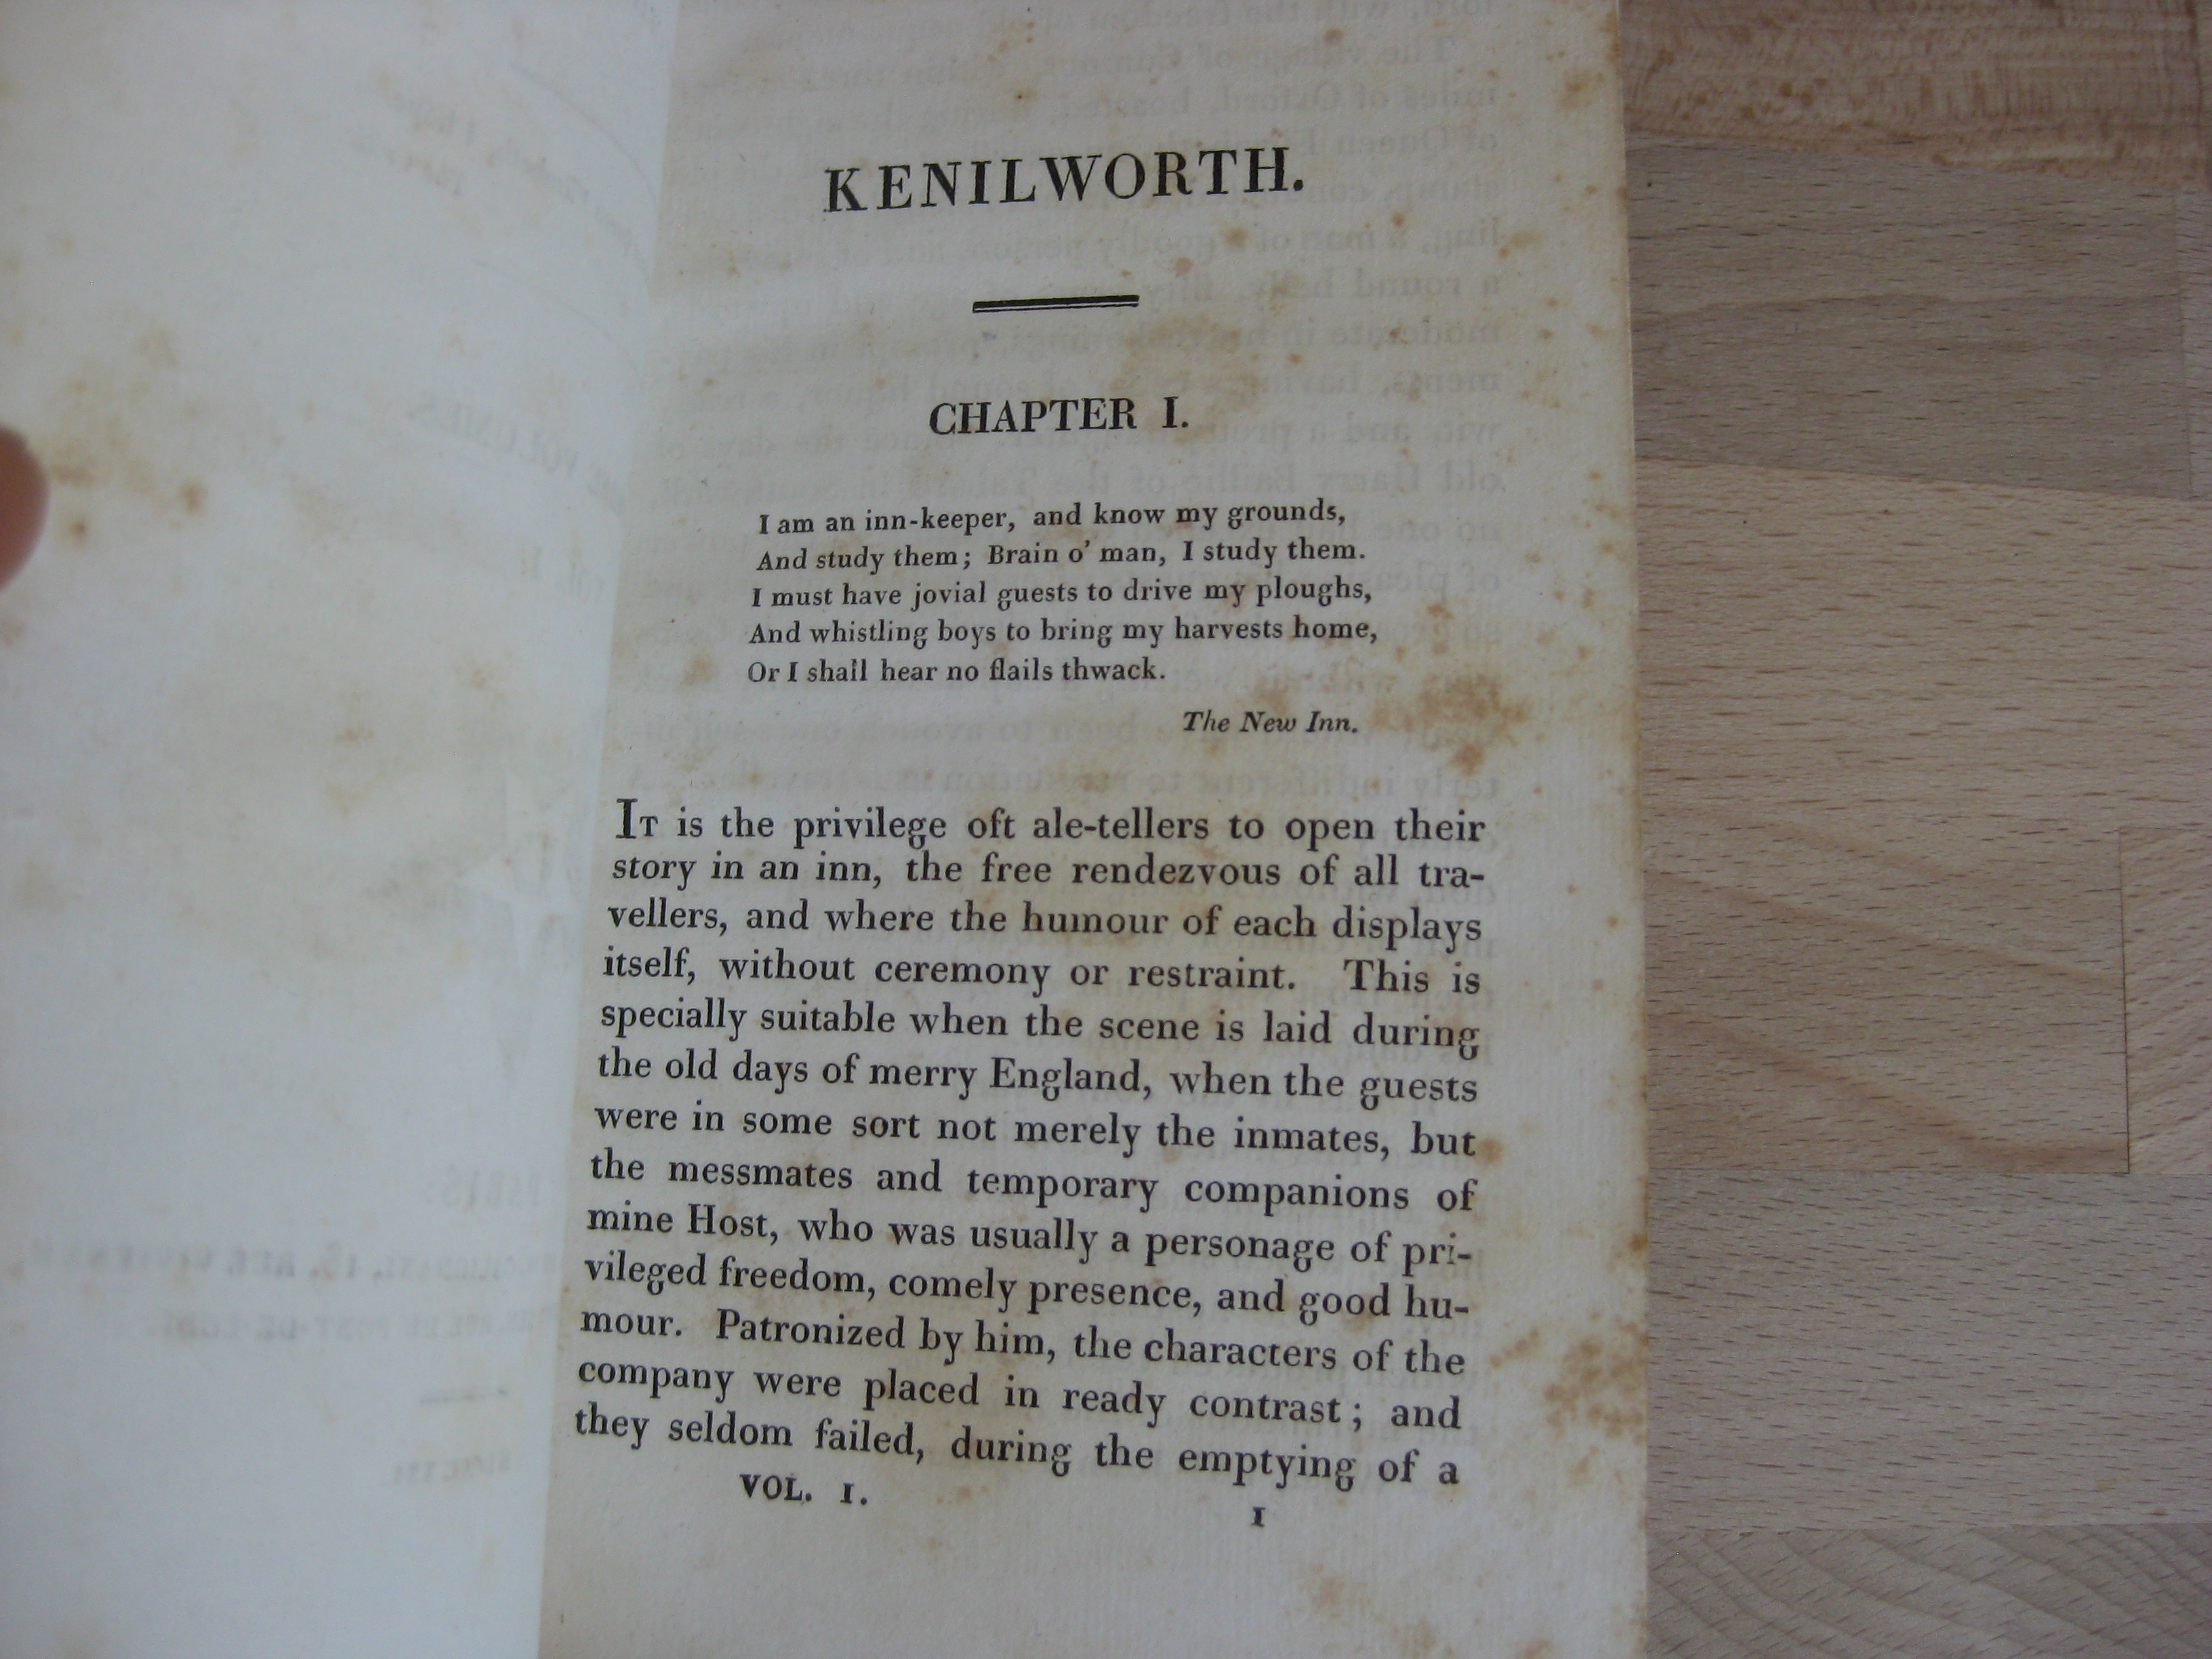 KENILWORTH.
CHAPTER I.
I am an inn-keeper, and know my grounds,
And study them; Brain o' man, I study them.
I must have jovial guests to drive my ploughs,
And whistling boys to bring my harvests home,
Or I shall hear no flails thwack.
The New Inn.
IT is the privilege oft ale-tellers to open their
story in an inn, the free rendezvous of all tra-
vellers, and where the humour of each displays
itself, without ceremony or restraint. This is
specially suitable when the scene is laid during
the old days of merry England, when the guests
were in some sort not merely the inmates, but
the messmates and temporary companions of
mine Host, who was usually a personage of pri-
vileged freedom, comely presence, and good hu-
mour. Patronized by him, the characters of the
company were placed in ready contrast; and
they seldom failed, during the emptying of a
VOL. I.
1